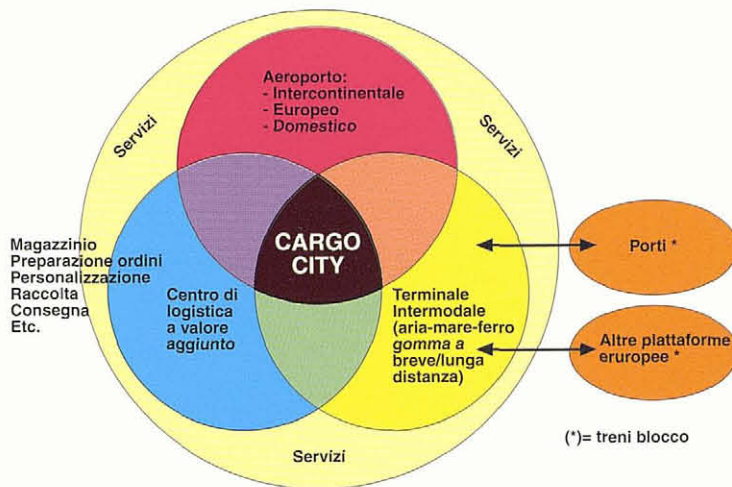 Aeroporto:
- Intercontinentale
- Europeo
- Domestico
Servizi
Servizi
CARGO
CITY
Magazzinio
Preparazione ordini
Personalizzazione
Raccolta
Consegna
Etc.
Centro di
logistica
a valore
aggiunto
Terminale
Intermodale
(aria-mare-ferro
gomma a
breve/lunga
distanza)
Porti *
Altre plattaforme
eruropee *
(*)= treni blocco
Servizi